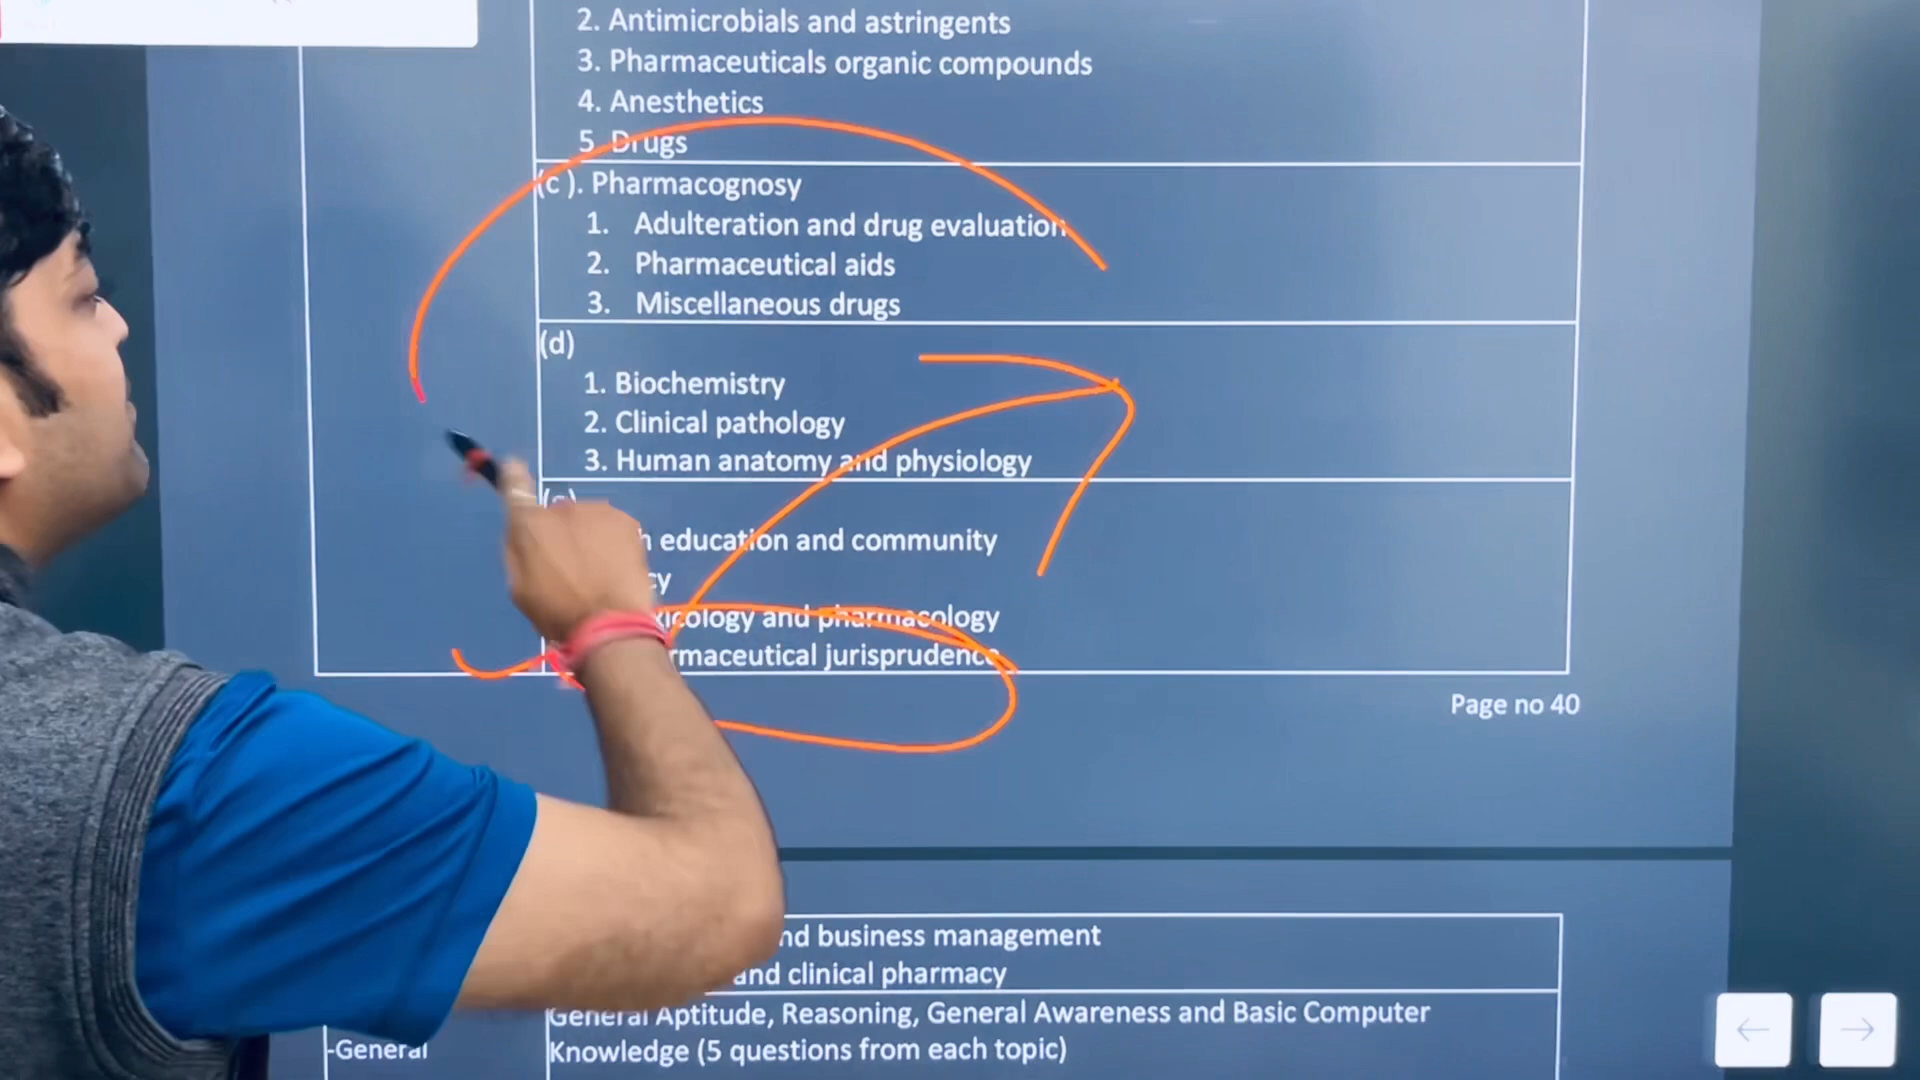 2. Antimicrobials and astringents
3. Pharmaceuticals organic compounds
4. Anesthetics
5 Drugs
(c ). Pharmacognosy
1. Adulteration and drug evaluation
2. Pharmaceutical aids
3. Miscellaneous drugs
(d)
1. Biochemistry
2. Clinical pathology
3. Human anatomy and physiology
education and community
and pharmacology
jurisprudence
Page no 40
business management
and clinical pharmacy
General Aptitude, Reasoning, General Awareness and Basic Computer
-General Knowledge (5 questions from each topic)